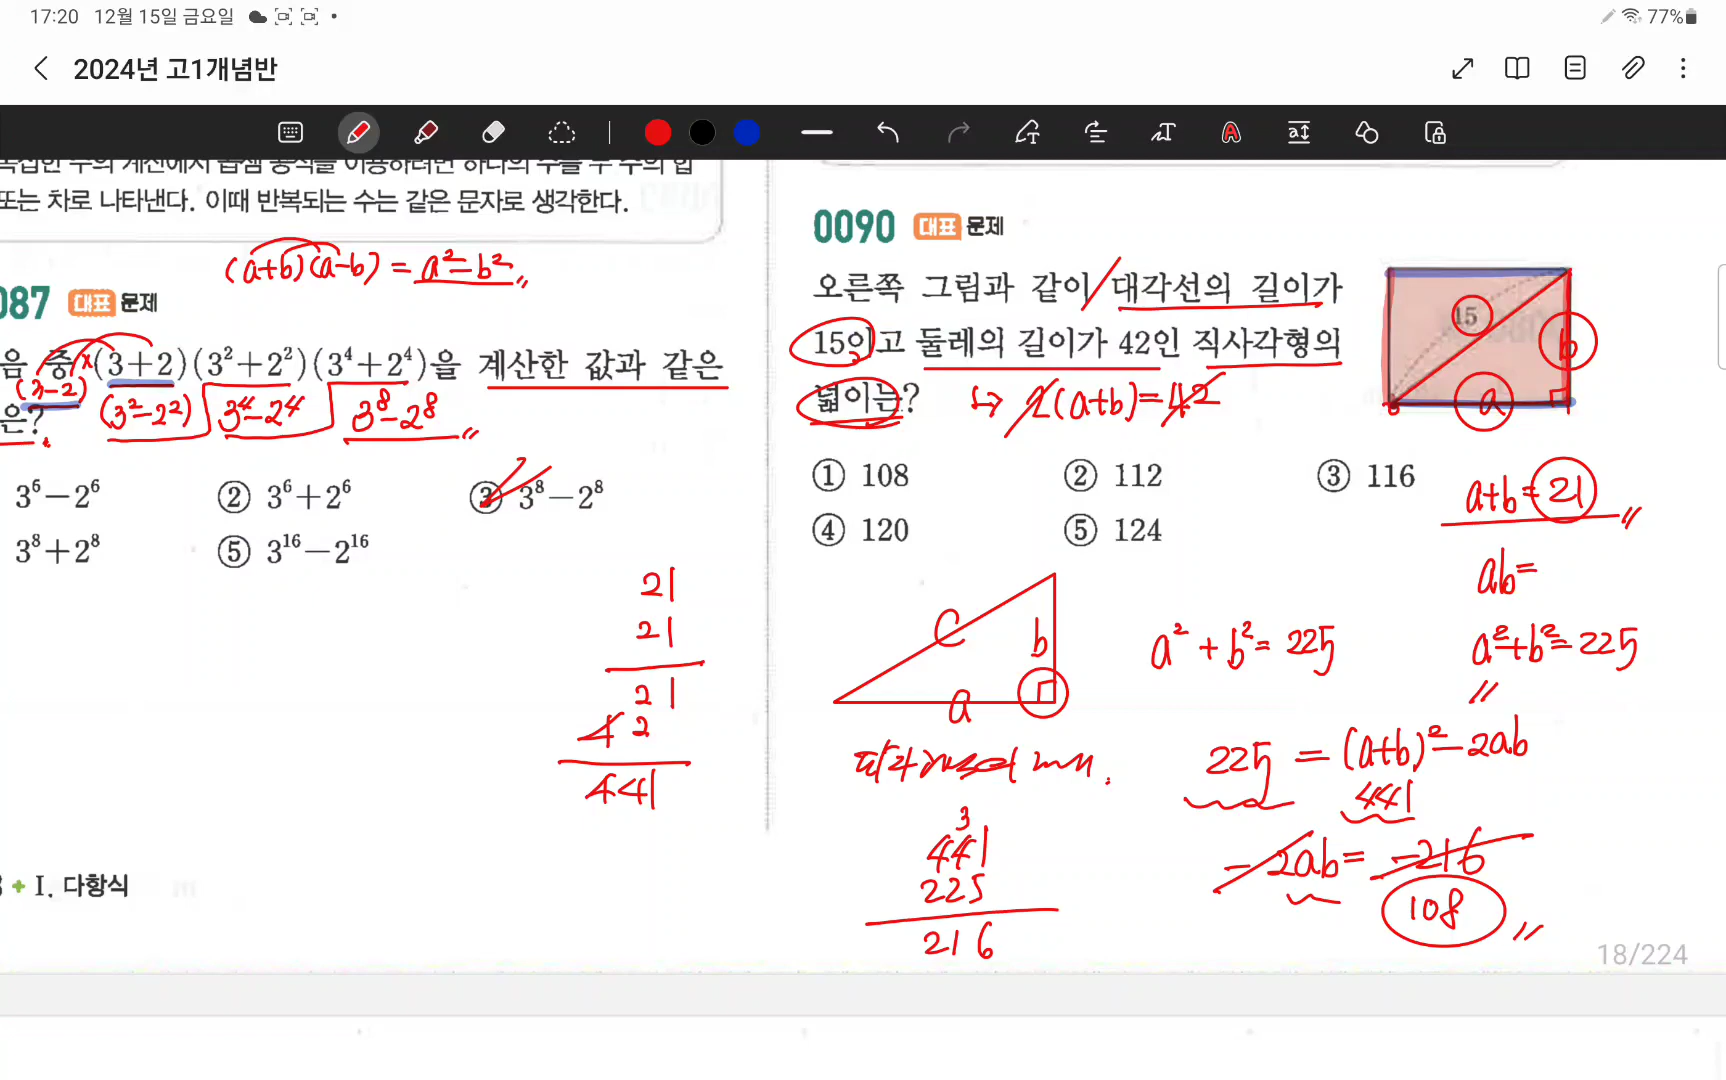 17:20 12월 15일 금요일
77%
2024년 고1개념반
또는 차로 나타낸다. 이때 반복되는 수는 같은 문자로 생각한다.
(a+b)(a-b) = a²-b²
087 대표 문제
음 중 ×(3+2)(3²+2²)(3⁴+2⁴)을 계산한 값과 같은
(3-2) (3²-2²) 3⁴-2⁴ 3⁸-2⁸
은?
3⁶-2⁶ ② 3⁶+2⁶ ③ 3⁸-2⁸
3⁸+2⁸ ⑤ 3¹⁶-2¹⁶
21
21
21
42
441
I. 다항식
0090 대표 문제
오른쪽 그림과 같이 대각선의 길이가
15이고 둘레의 길이가 42인 직사각형의
넓이는? ↳ 2(a+b)=42
15
b
a
① 108 ② 112 ③ 116
④ 120 ⑤ 124
a+b=21
ab=
c
b
a
a²+b²=225
a²+b²=225
225 = (a+b)²-2ab
441
-2ab = -216
108
3
441
225
216
18/224